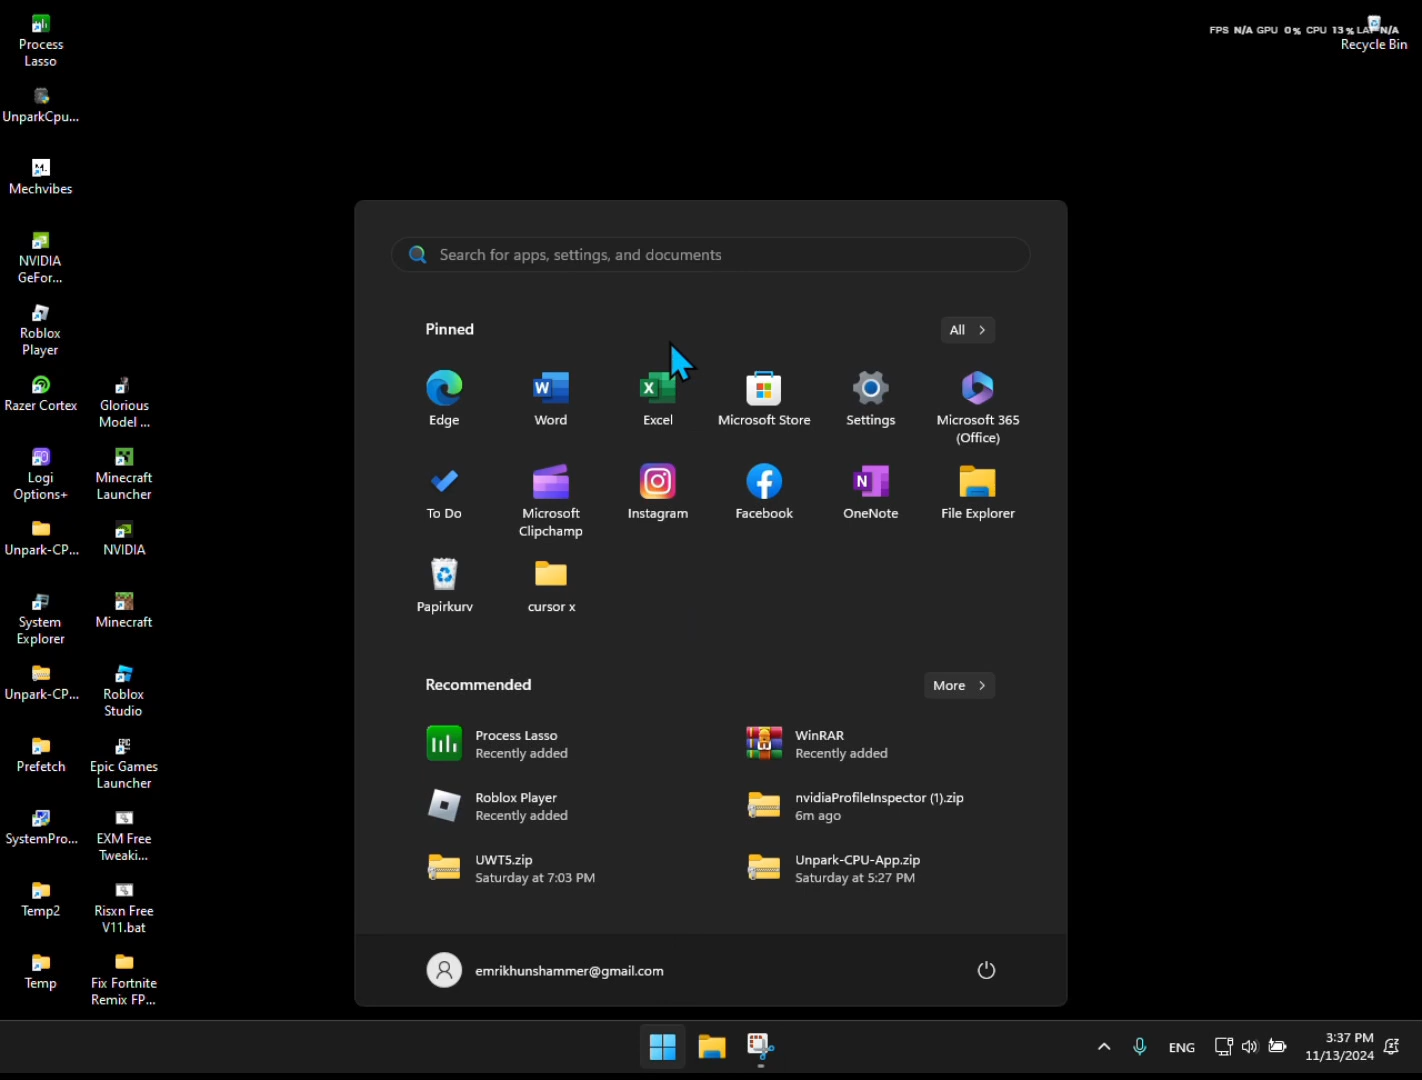 Process
Lasso
UnparkCpu...
Mechvibes
NVIDIA
GeFor...
Roblox
Player
Razer Cortex
Glorious
Model ...
Logi
Options+
Minecraft
Launcher
Unpark-CP...
NVIDIA
System
Explorer
Minecraft
Unpark-CP...
Roblox
Studio
Prefetch
Epic Games
Launcher
SystemPro...
EXM Free
Tweaki...
Temp2
Risxn Free
V11.bat
Temp
Fix Fortnite
Remix FP...
FPS N/A GPU 0% CPU 13% LAT N/A
Recycle Bin
Search for apps, settings, and documents
Pinned
All
Edge
Word
Excel
Microsoft Store
Settings
Microsoft 365
(Office)
To Do
Microsoft
Clipchamp
Instagram
Facebook
OneNote
File Explorer
Papirkurv
cursor x
Recommended
More
Process Lasso
Recently added
WinRAR
Recently added
Roblox Player
Recently added
nvidiaProfileInspector (1).zip
6m ago
UWT5.zip
Saturday at 7:03 PM
Unpark-CPU-App.zip
Saturday at 5:27 PM
emrikhunshammer@gmail.com
ENG
3:37 PM
11/13/2024